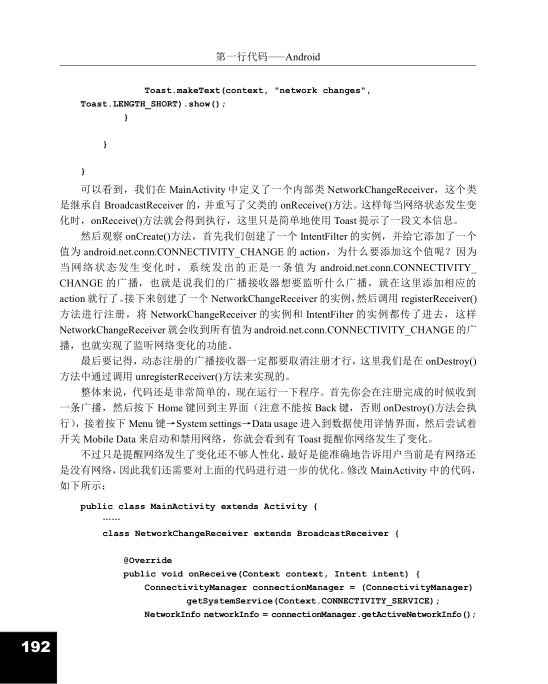 第一行代码——Android
Toast.makeText(context, "network changes",
Toast.LENGTH_SHORT).show();
}
}
}
可以看到，我们在 MainActivity 中定义了一个内部类 NetworkChangeReceiver，这个类
是继承自 BroadcastReceiver 的，并重写了父类的 onReceive()方法。这样每当网络状态发生变
化时，onReceive()方法就会得到执行，这里只是简单地使用 Toast 提示了一段文本信息。
然后观察 onCreate()方法，首先我们创建了一个 IntentFilter 的实例，并给它添加了一个
值为 android.net.conn.CONNECTIVITY_CHANGE 的 action，为什么要添加这个值呢？因为
当网络状态发生变化时，系统发出的正是一条值为 android.net.conn.CONNECTIVITY_
CHANGE 的广播，也就是说我们的广播接收器想要监听什么广播，就在这里添加相应的
action 就行了。接下来创建了一个 NetworkChangeReceiver 的实例，然后调用 registerReceiver()
方法进行注册，将 NetworkChangeReceiver 的实例和 IntentFilter 的实例都传了进去，这样
NetworkChangeReceiver 就会收到所有值为 android.net.conn.CONNECTIVITY_CHANGE 的广
播，也就实现了监听网络变化的功能。
最后要记得，动态注册的广播接收器一定都要取消注册才行，这里我们是在 onDestroy()
方法中通过调用 unregisterReceiver()方法来实现的。
整体来说，代码还是非常简单的，现在运行一下程序。首先你会在注册完成的时候收到
一条广播，然后按下 Home 键回到主界面（注意不能按 Back 键，否则 onDestroy()方法会执
行），接着按下 Menu 键→System settings→Data usage 进入到数据使用详情界面，然后尝试着
开关 Mobile Data 来启动和禁用网络，你就会看到有 Toast 提醒你网络发生了变化。
不过只是提醒网络发生了变化还不够人性化，最好是能准确地告诉用户当前是有网络还
是没有网络，因此我们还需要对上面的代码进行进一步的优化。修改 MainActivity 中的代码，
如下所示：
public class MainActivity extends Activity {
……
class NetworkChangeReceiver extends BroadcastReceiver {
@Override
public void onReceive(Context context, Intent intent) {
ConnectivityManager connectionManager = (ConnectivityManager)
getSystemService(Context.CONNECTIVITY_SERVICE);
NetworkInfo networkInfo = connectionManager.getActiveNetworkInfo();
192